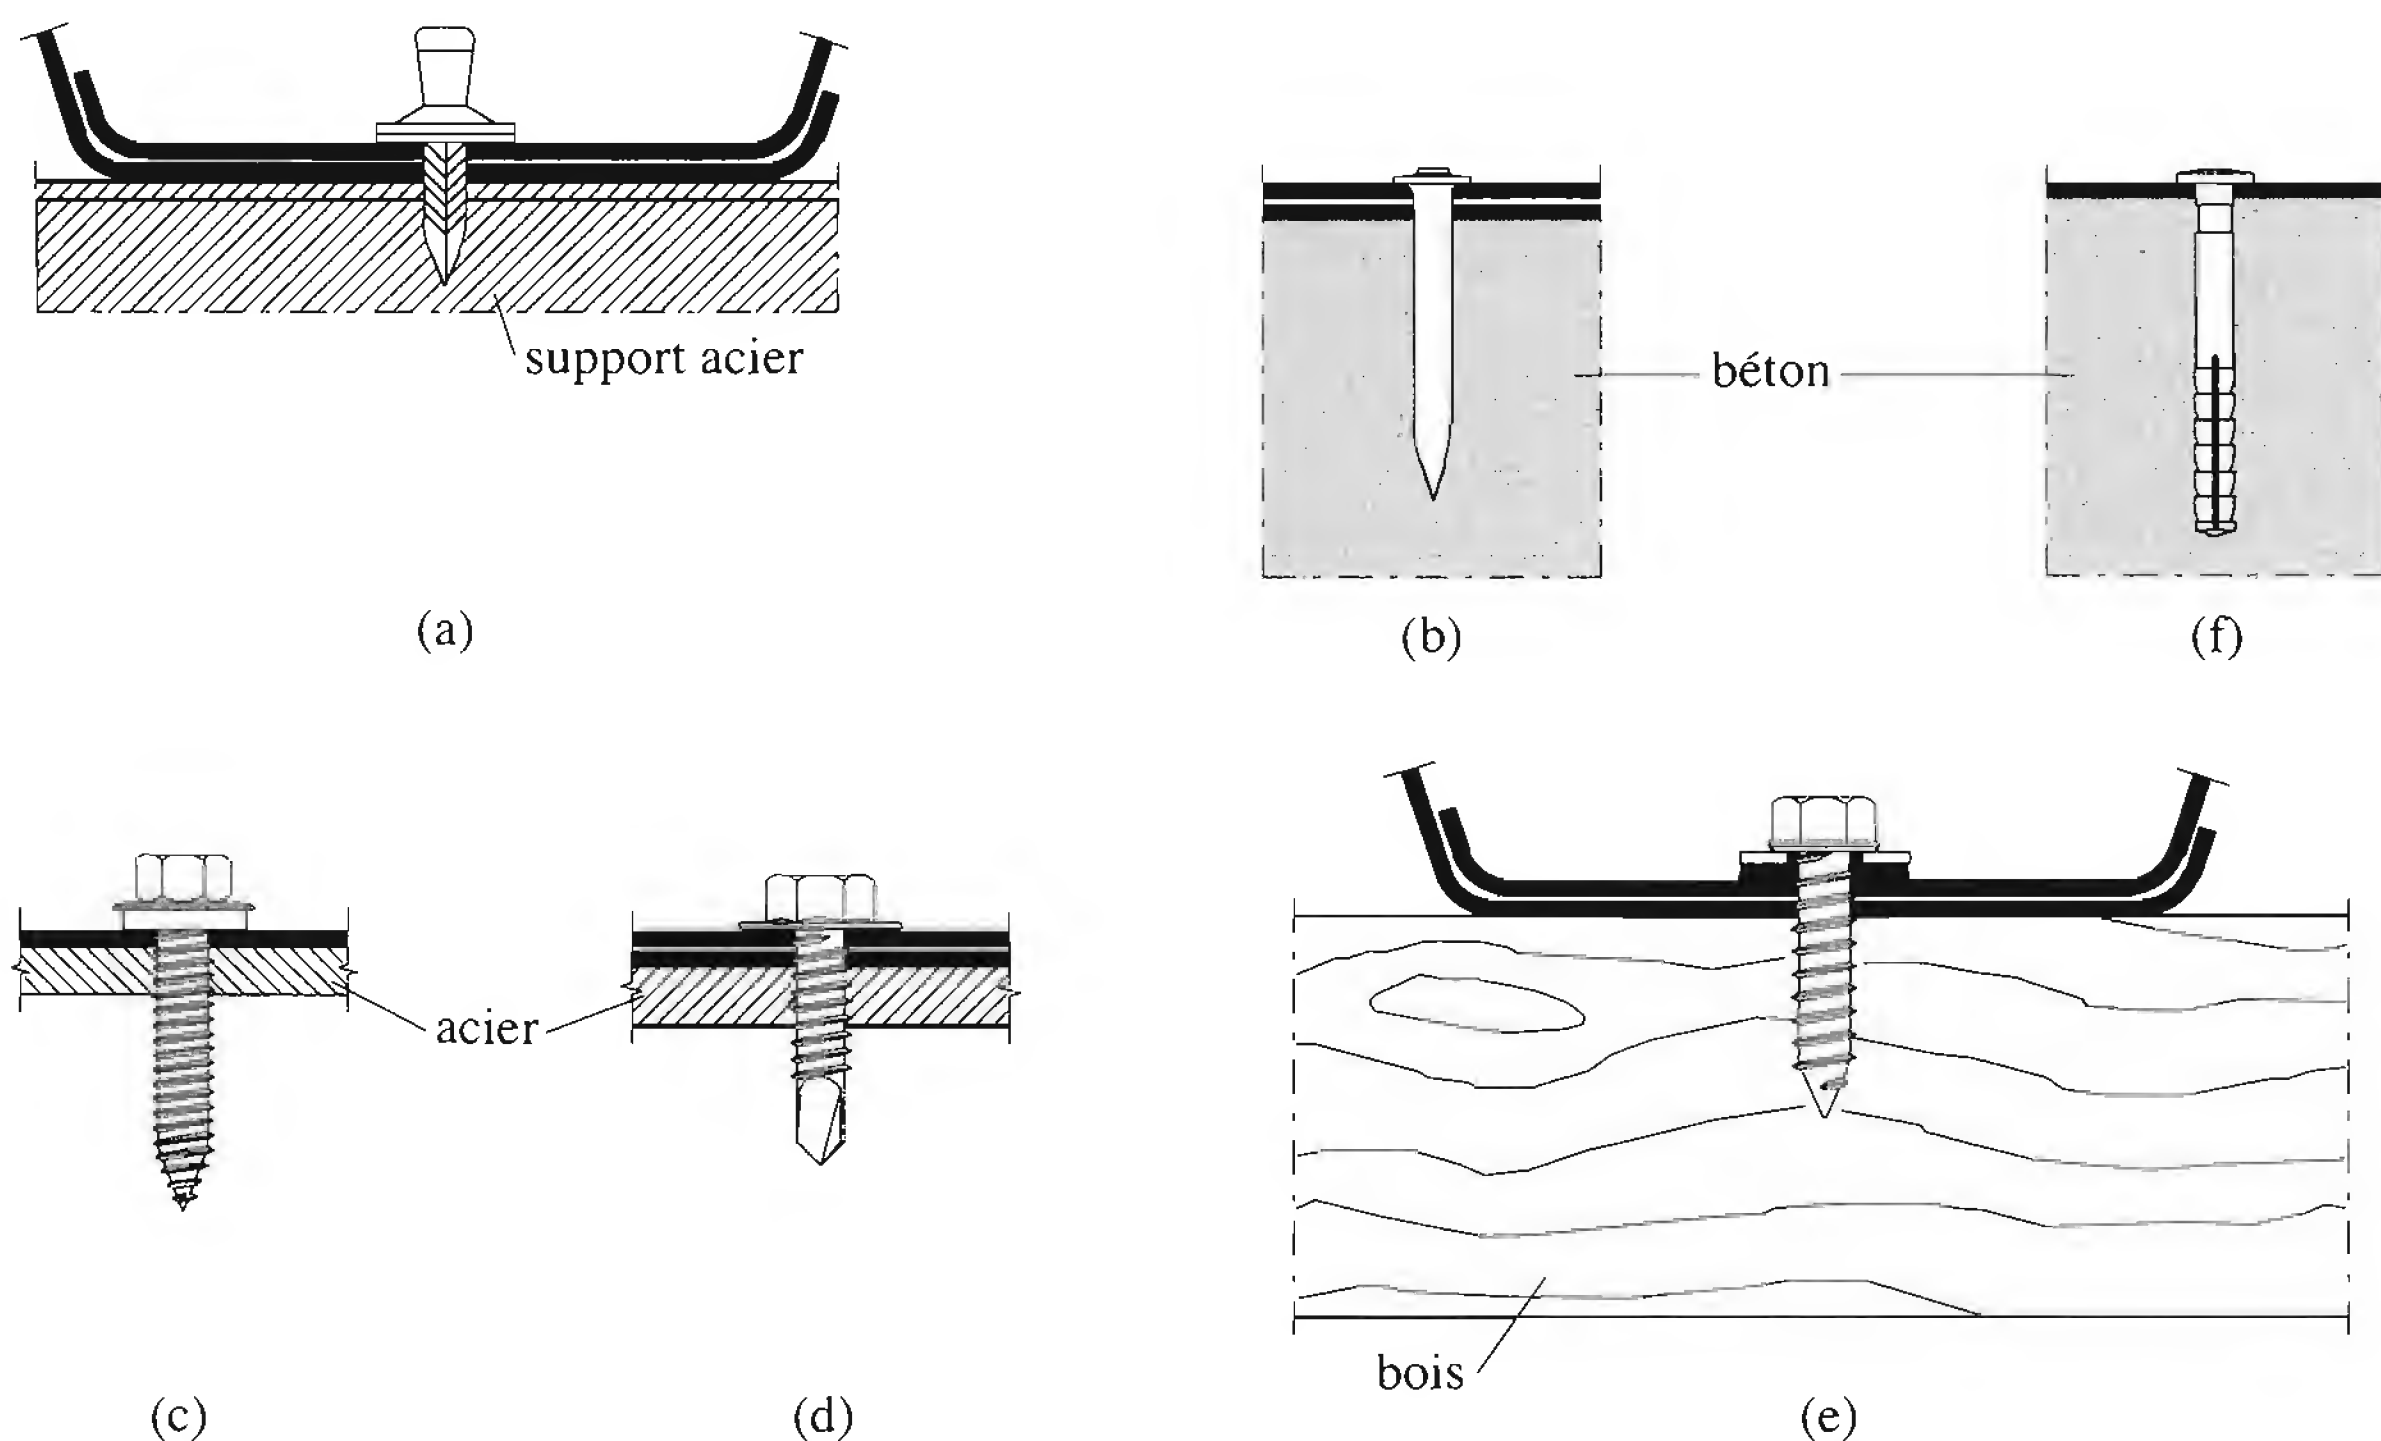 support acier
béton
(a)
(b)
(f)
acier
bois
(c)
(d)
(e)